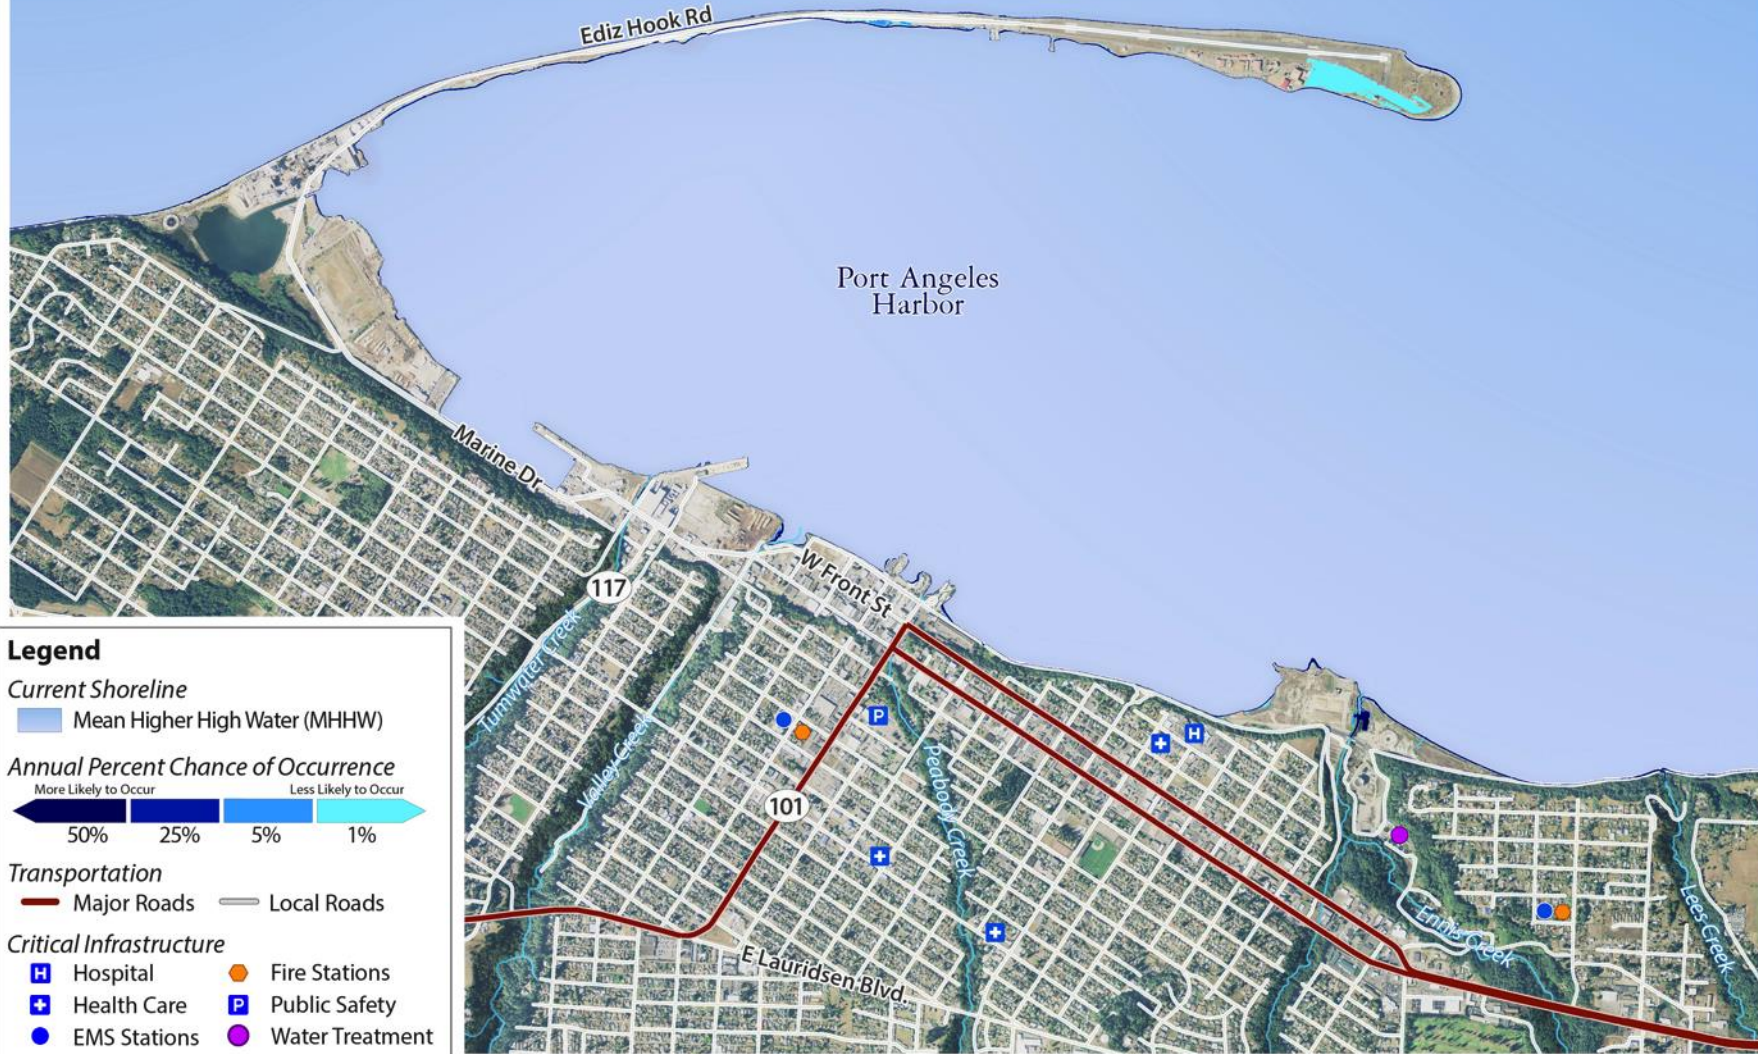 Ediz Hook Rd
Port Angeles
Harbor
Marine Dr
W Front St
117
Tumwater Creek
Valley Creek
P
H
Peabody Creek
101
E Lauridsen Blvd.
Ennis Creek
Lees Creek
Legend
Current Shoreline
Mean Higher High Water (MHHW)
Annual Percent Chance of Occurrence
More Likely to Occur Less Likely to Occur
50% 25% 5% 1%
Transportation
Major Roads Local Roads
Critical Infrastructure
H Hospital Fire Stations
Health Care P Public Safety
EMS Stations Water Treatment